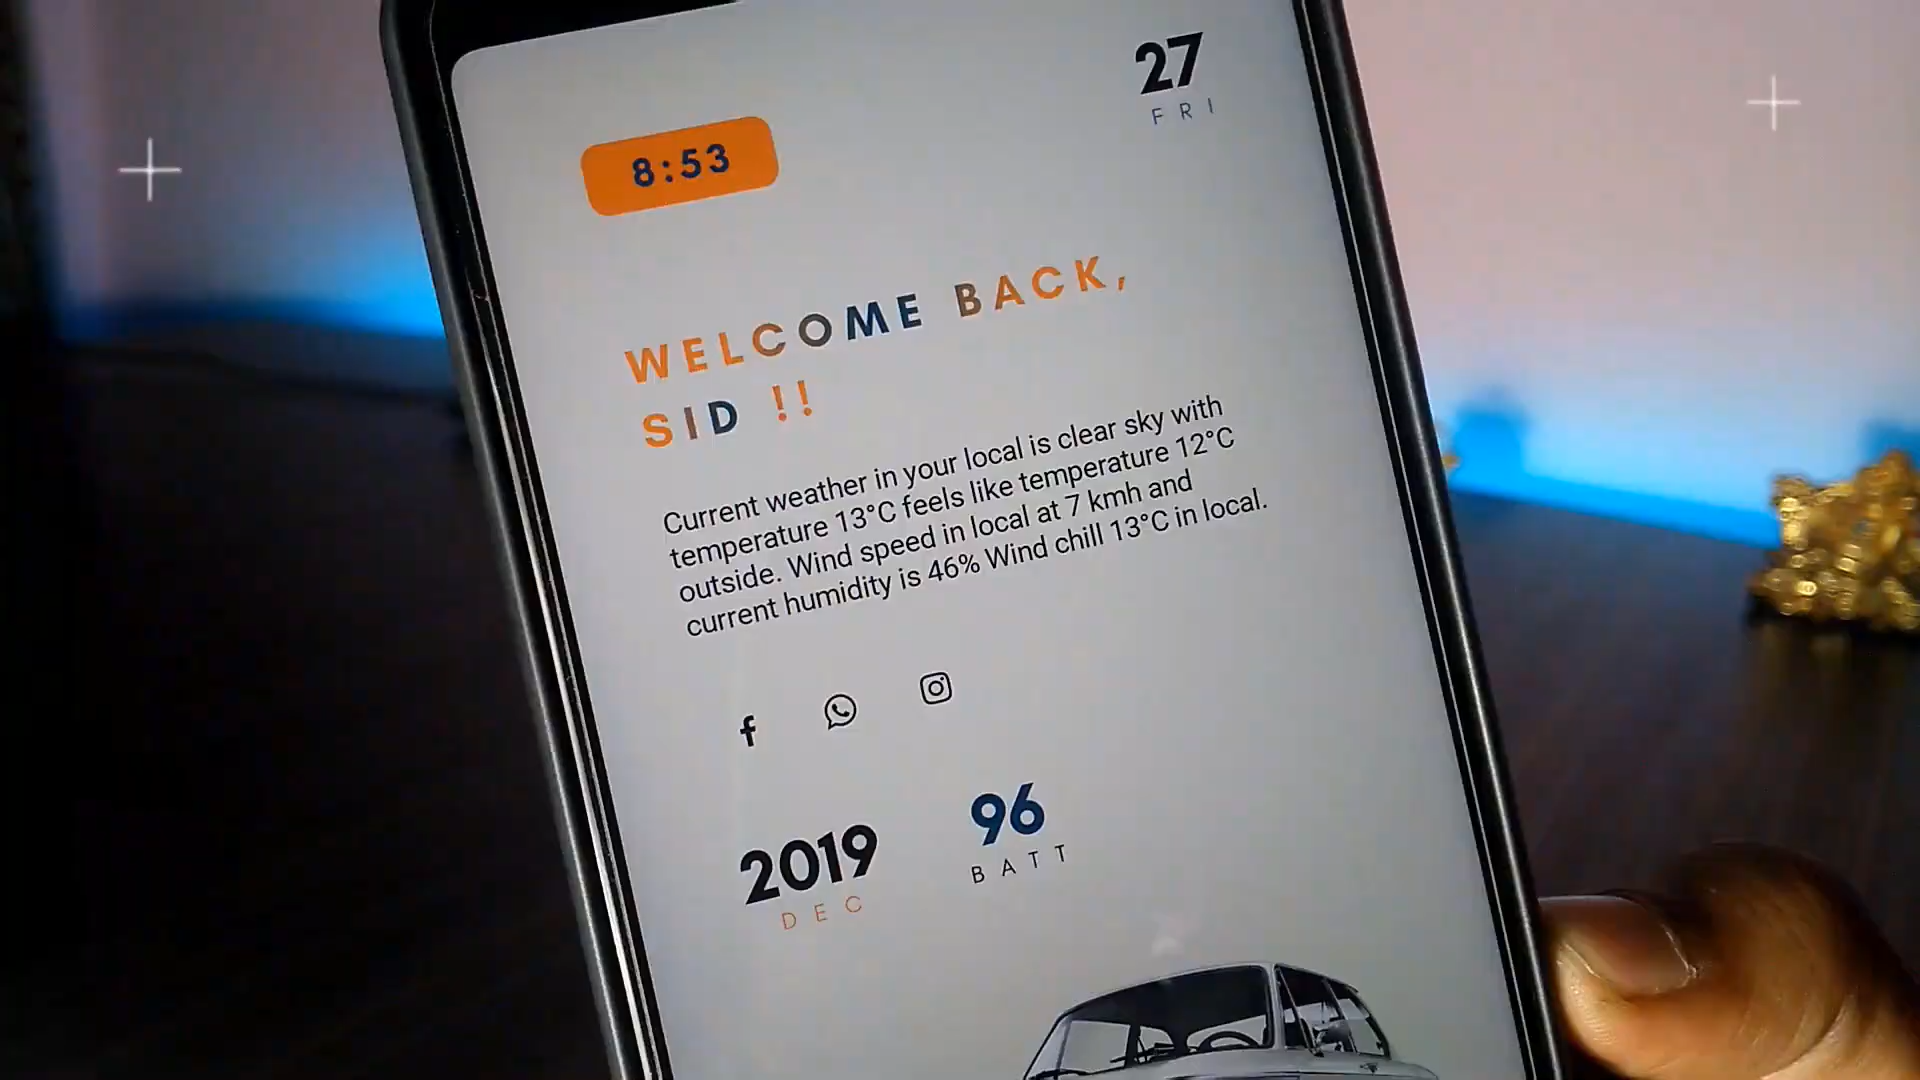 27
FRI
8:53
WELCOME BACK,
SID !!
Current weather in your local is clear sky with
temperature 13°C feels like temperature 12°C
outside. Wind speed in local at 7 kmh and
current humidity is 46% Wind chill 13°C in local.
2019
DEC
96
BATT